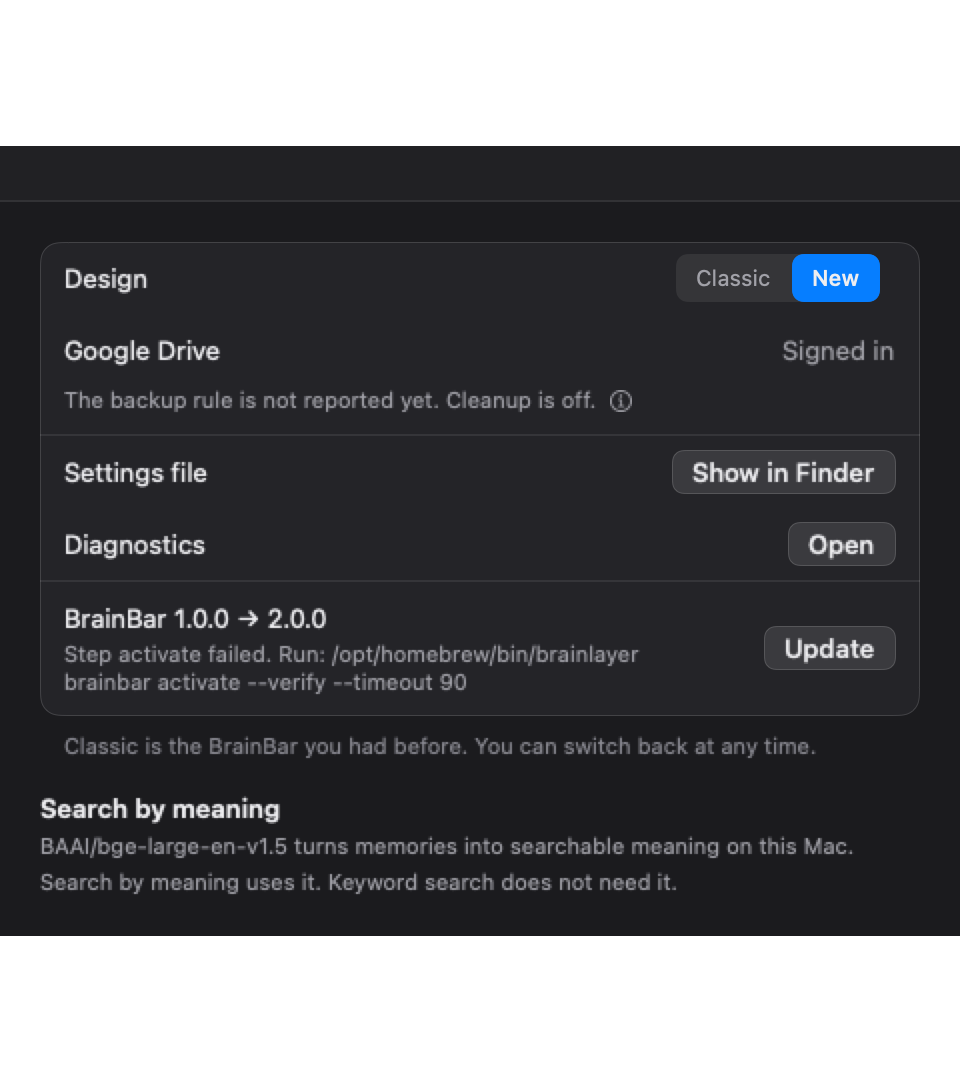 Design
Classic
New
Google Drive
Signed in
The backup rule is not reported yet. Cleanup is off.
Settings file
Show in Finder
Diagnostics
Open
BrainBar 1.0.0 → 2.0.0
Step activate failed. Run: /opt/homebrew/bin/brainlayer
brainbar activate --verify --timeout 90
Update
Classic is the BrainBar you had before. You can switch back at any time.
Search by meaning
BAAI/bge-large-en-v1.5 turns memories into searchable meaning on this Mac.
Search by meaning uses it. Keyword search does not need it.